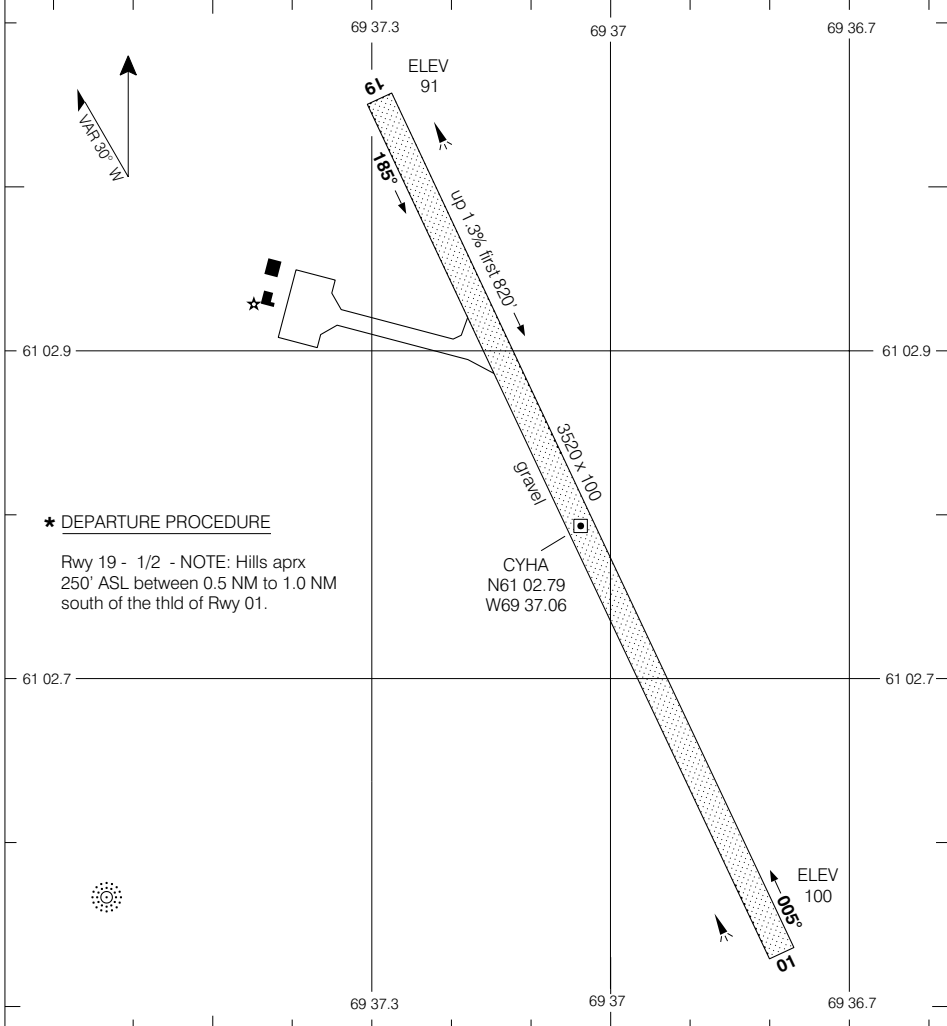 69 37.3
69 37
69 36.7
19
ELEV
91
VAR 30° W
185°
up 1.3% first 820'
61 02.9
61 02.9
3520 x 100
gravel
* DEPARTURE PROCEDURE
Rwy 19 - 1/2 - NOTE: Hills aprx
250' ASL between 0.5 NM to 1.0 NM
south of the thld of Rwy 01.
CYHA
N61 02.79
W69 37.06
61 02.7
61 02.7
ELEV
100
005°
01
69 37.3
69 37
69 36.7